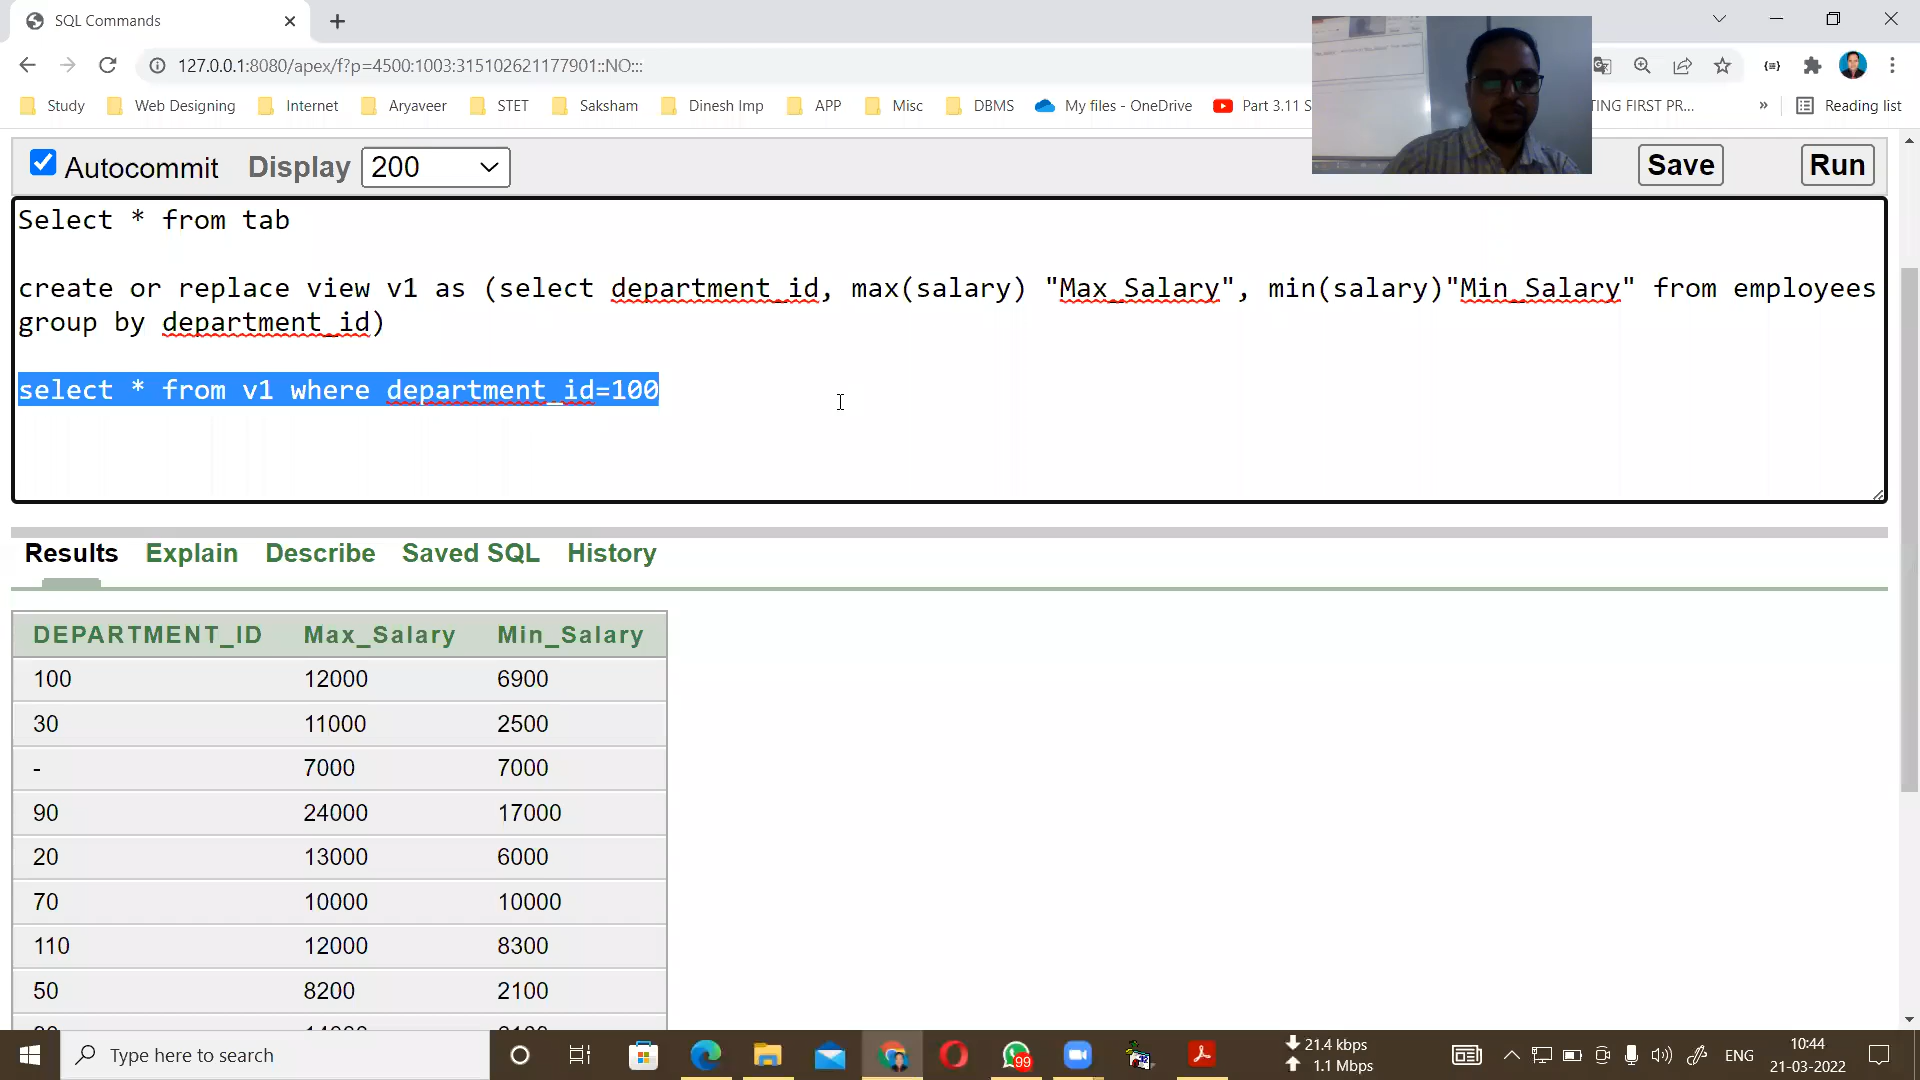 SQL Commands
127.0.0.1:8080/apex/f?p=4500:1003:315102621177901::NO:::
Study Web Designing Internet Aryaveer STET Saksham Dinesh Imp APP Misc DBMS My files - OneDrive Part 3.11 S TING FIRST PR... » Reading list
Autocommit Display 200 Save Run
Select * from tab
create or replace view v1 as (select department_id, max(salary) "Max_Salary", min(salary)"Min_Salary" from employees
group by department_id)
select * from v1 where department_id=100
Results Explain Describe Saved SQL History
DEPARTMENT_ID Max_Salary Min_Salary
100 12000 6900
30 11000 2500
- 7000 7000
90 24000 17000
20 13000 6000
70 10000 10000
110 12000 8300
50 8200 2100
Type here to search
99
21.4 kbps
1.1 Mbps
ENG
10:44
21-03-2022